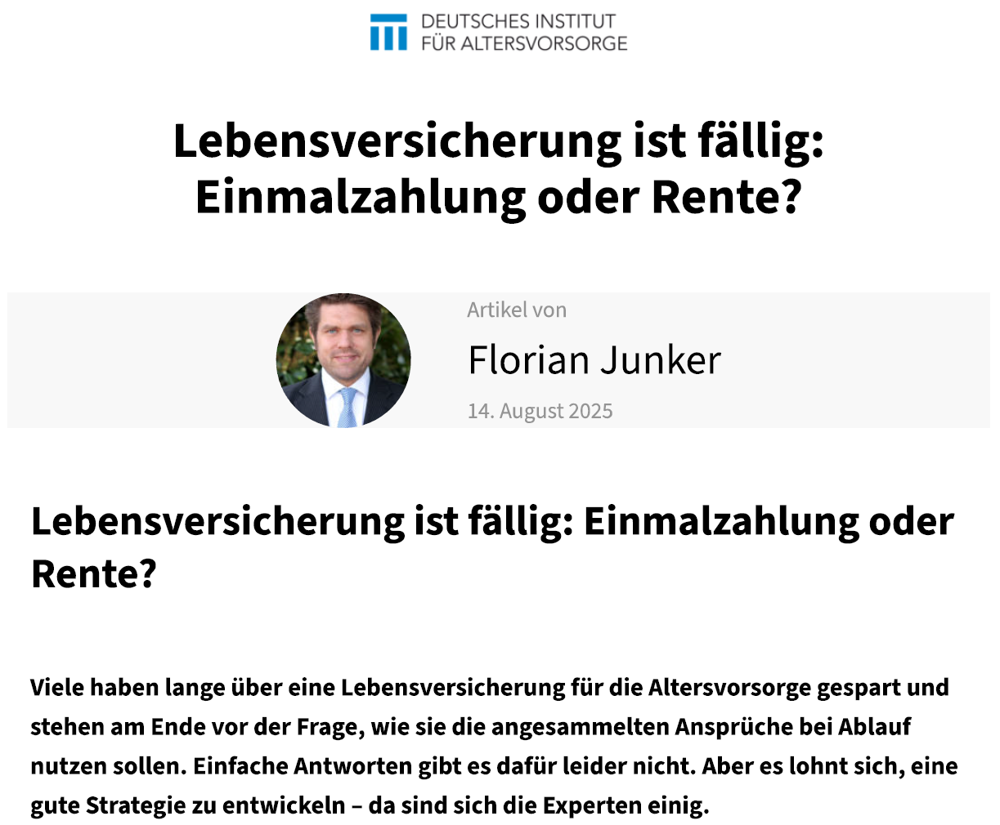 DEUTSCHES INSTITUT
FÜR ALTERSVORSORGE
Lebensversicherung ist fällig:
Einmalzahlung oder Rente?
Artikel von
Florian Junker
14. August 2025
Lebensversicherung ist fällig: Einmalzahlung oder
Rente?
Viele haben lange über eine Lebensversicherung für die Altersvorsorge gespart und
stehen am Ende vor der Frage, wie sie die angesammelten Ansprüche bei Ablauf
nutzen sollen. Einfache Antworten gibt es dafür leider nicht. Aber es lohnt sich, eine
gute Strategie zu entwickeln – da sind sich die Experten einig.